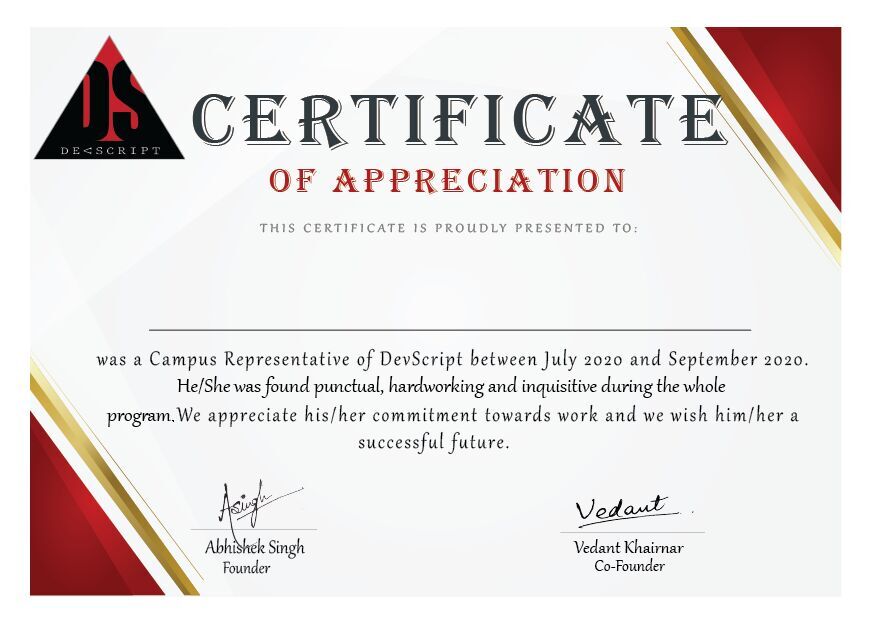 DS
DE<SCRIPT
CERTIFICATE
OF APPRECIATION
THIS CERTIFICATE IS PROUDLY PRESENTED TO:
was a Campus Representative of DevScript between July 2020 and September 2020.
He/She was found punctual, hardworking and inquisitive during the whole
program.We appreciate his/her commitment towards work and we wish him/her a
successful future.
Asingh
Vedant
Abhishek Singh
Vedant Khairnar
Founder
Co-Founder